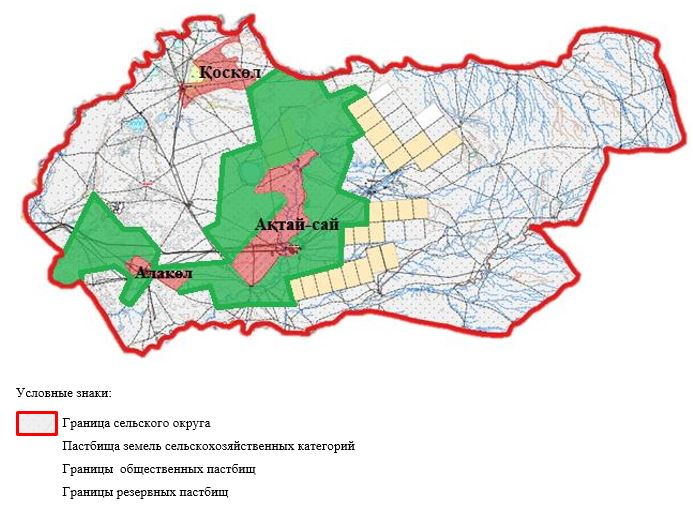 Қоскөл
Ақтай-сай
Алакөл
Условные знаки:
Граница сельского округа
Пастбища земель сельскохозяйственных категорий
Границы общественных пастбищ
Границы резервных пастбищ